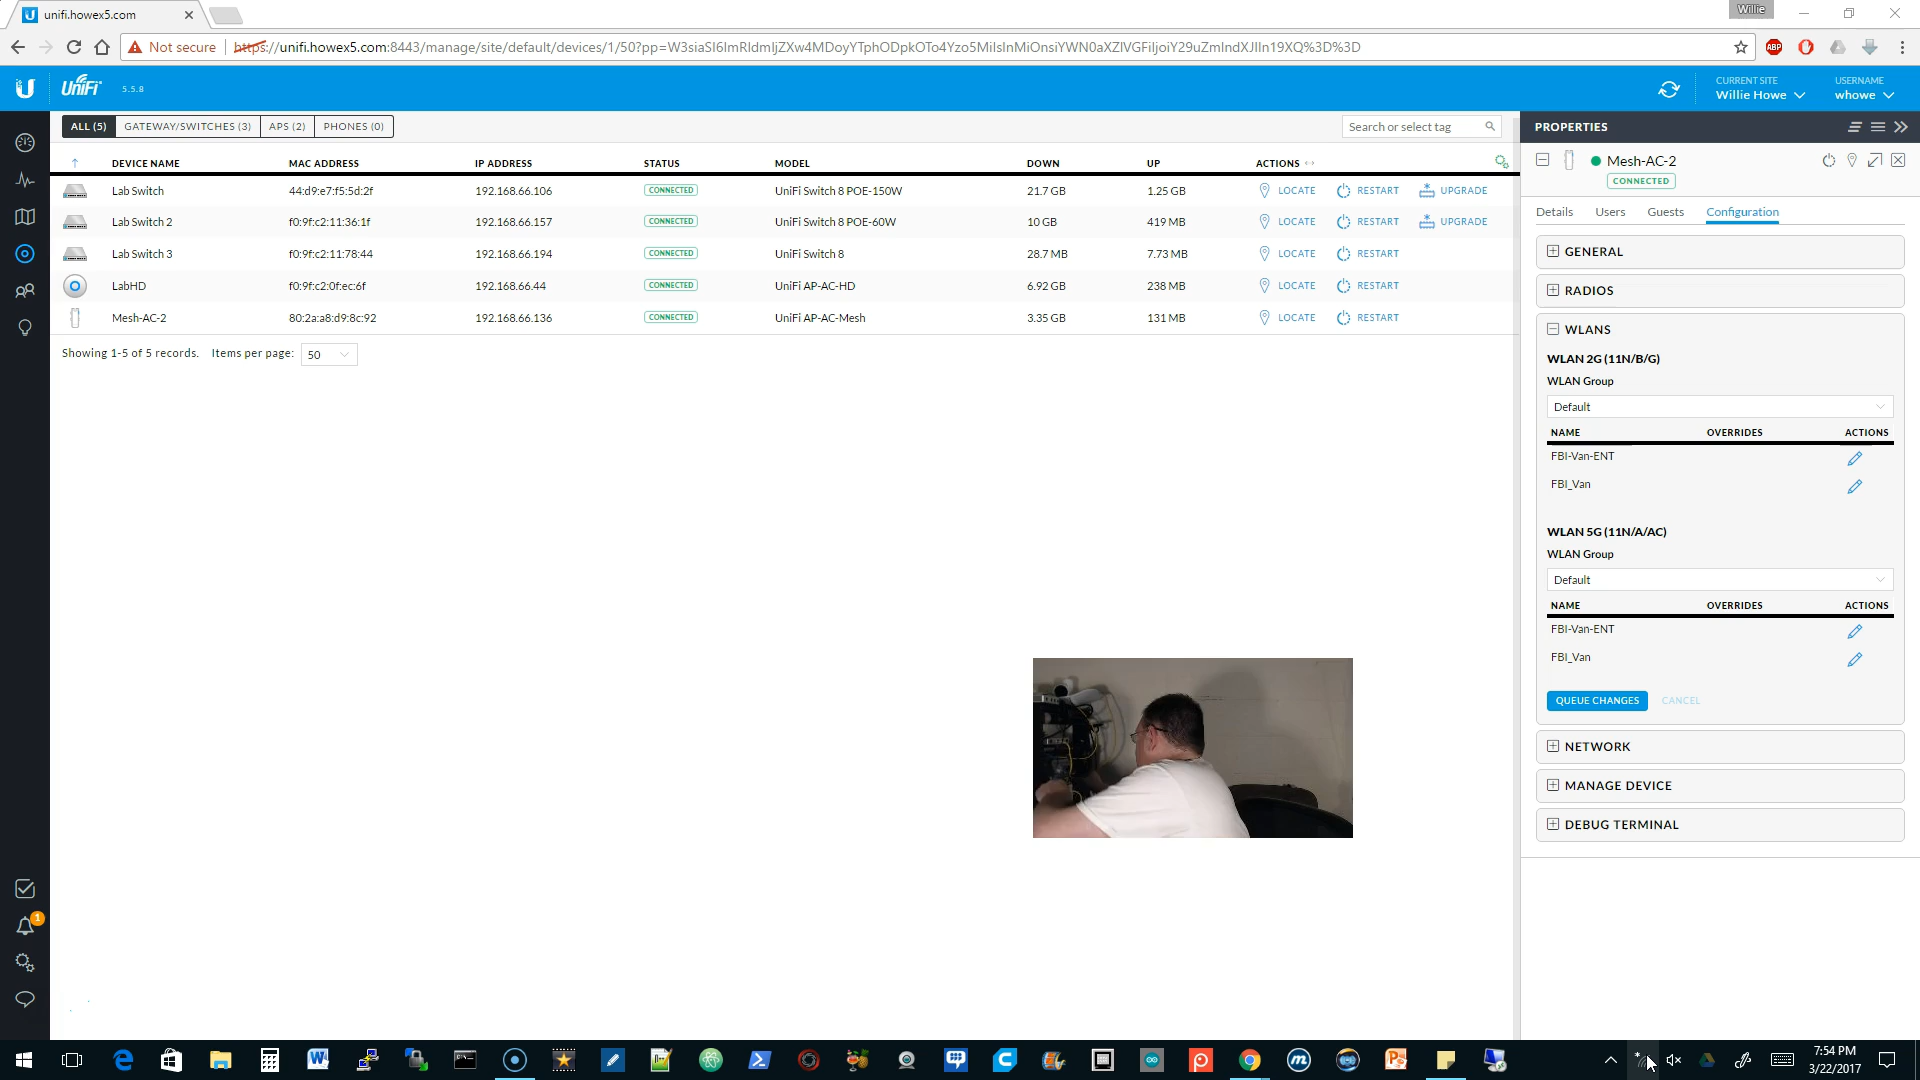 unifi.howex5.com
Willie
Not secure https://unifi.howex5.com:8443/manage/site/default/devices/1/50?pp=W3siaSI6ImRldmljZXw4MDoyYTphODpkOTo4Yzo5MiIsInMiOnsiYWN0aXZlVGFiIjoiY29uZmlndXJlIn19XQ%3D%3D
ABP
UniFi 5.5.8
CURRENT SITE
Willie Howe
USERNAME
whowe
ALL (5) GATEWAY/SWITCHES (3) APS (2) PHONES (0)
Search or select tag
DEVICE NAME MAC ADDRESS IP ADDRESS STATUS MODEL DOWN UP ACTIONS
Lab Switch 44:d9:e7:f5:5d:2f 192.168.66.106 CONNECTED UniFi Switch 8 POE-150W 21.7 GB 1.25 GB LOCATE RESTART UPGRADE
Lab Switch 2 f0:9f:c2:11:36:1f 192.168.66.157 CONNECTED UniFi Switch 8 POE-60W 10 GB 419 MB LOCATE RESTART UPGRADE
Lab Switch 3 f0:9f:c2:11:78:44 192.168.66.194 CONNECTED UniFi Switch 8 28.7 MB 7.73 MB LOCATE RESTART
LabHD f0:9f:c2:0f:ec:6f 192.168.66.44 CONNECTED UniFi AP-AC-HD 6.92 GB 238 MB LOCATE RESTART
Mesh-AC-2 80:2a:a8:d9:8c:92 192.168.66.136 CONNECTED UniFi AP-AC-Mesh 3.35 GB 131 MB LOCATE RESTART
Showing 1-5 of 5 records. Items per page: 50
PROPERTIES
Mesh-AC-2
CONNECTED
Details Users Guests Configuration
GENERAL
RADIOS
WLANS
WLAN 2G (11N/B/G)
WLAN Group
Default
NAME OVERRIDES ACTIONS
FBI-Van-ENT
FBI_Van
WLAN 5G (11N/A/AC)
WLAN Group
Default
NAME OVERRIDES ACTIONS
FBI-Van-ENT
FBI_Van
QUEUE CHANGES CANCEL
NETWORK
MANAGE DEVICE
DEBUG TERMINAL
1
7:54 PM
3/22/2017